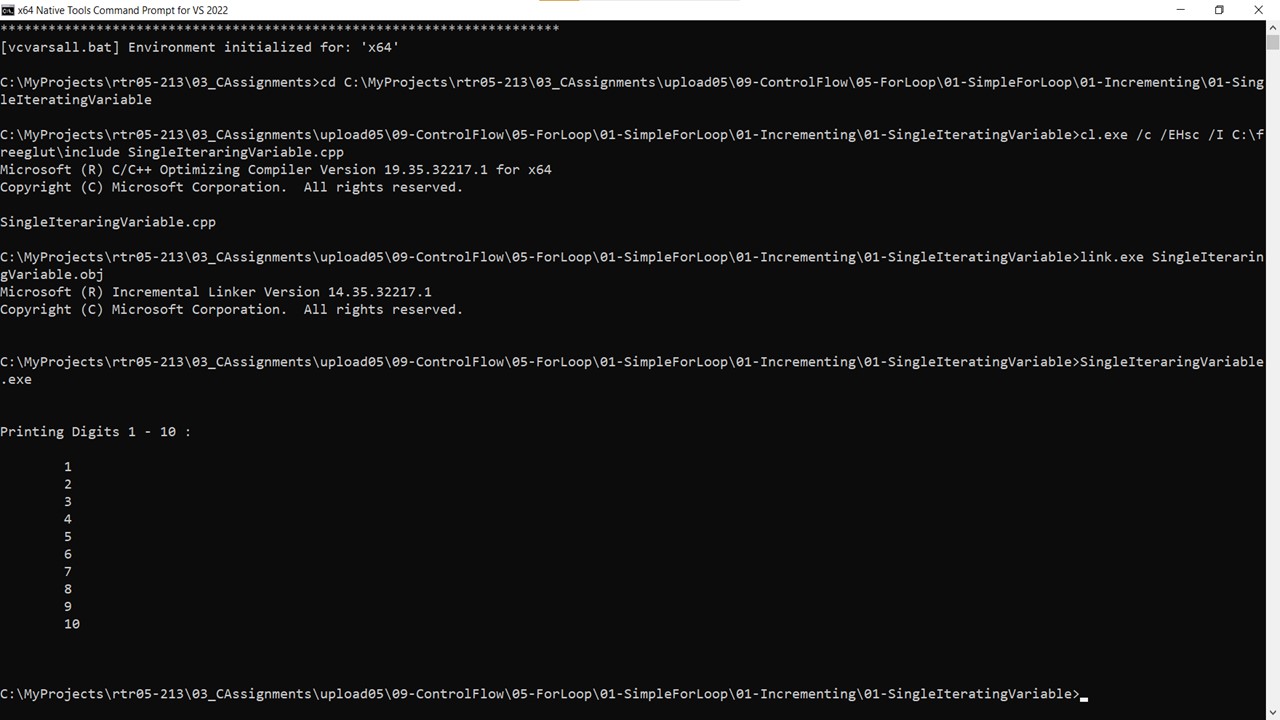 x64 Native Tools Command Prompt for VS 2022
**********************************************************************
[vcvarsall.bat] Environment initialized for: 'x64'
C:\MyProjects\rtr05-213\03_CAssignments>cd C:\MyProjects\rtr05-213\03_CAssignments\upload05\09-ControlFlow\05-ForLoop\01-SimpleForLoop\01-Incrementing\01-Sing
leIteratingVariable
C:\MyProjects\rtr05-213\03_CAssignments\upload05\09-ControlFlow\05-ForLoop\01-SimpleForLoop\01-Incrementing\01-SingleIteratingVariable>cl.exe /c /EHsc /I C:\f
reeglut\include SingleIteraringVariable.cpp
Microsoft (R) C/C++ Optimizing Compiler Version 19.35.32217.1 for x64
Copyright (C) Microsoft Corporation.  All rights reserved.
SingleIteraringVariable.cpp
C:\MyProjects\rtr05-213\03_CAssignments\upload05\09-ControlFlow\05-ForLoop\01-SimpleForLoop\01-Incrementing\01-SingleIteratingVariable>link.exe SingleIterarin
gVariable.obj
Microsoft (R) Incremental Linker Version 14.35.32217.1
Copyright (C) Microsoft Corporation.  All rights reserved.
C:\MyProjects\rtr05-213\03_CAssignments\upload05\09-ControlFlow\05-ForLoop\01-SimpleForLoop\01-Incrementing\01-SingleIteratingVariable>SingleIteraringVariable
.exe
Printing Digits 1 - 10 :
1
2
3
4
5
6
7
8
9
10
C:\MyProjects\rtr05-213\03_CAssignments\upload05\09-ControlFlow\05-ForLoop\01-SimpleForLoop\01-Incrementing\01-SingleIteratingVariable>